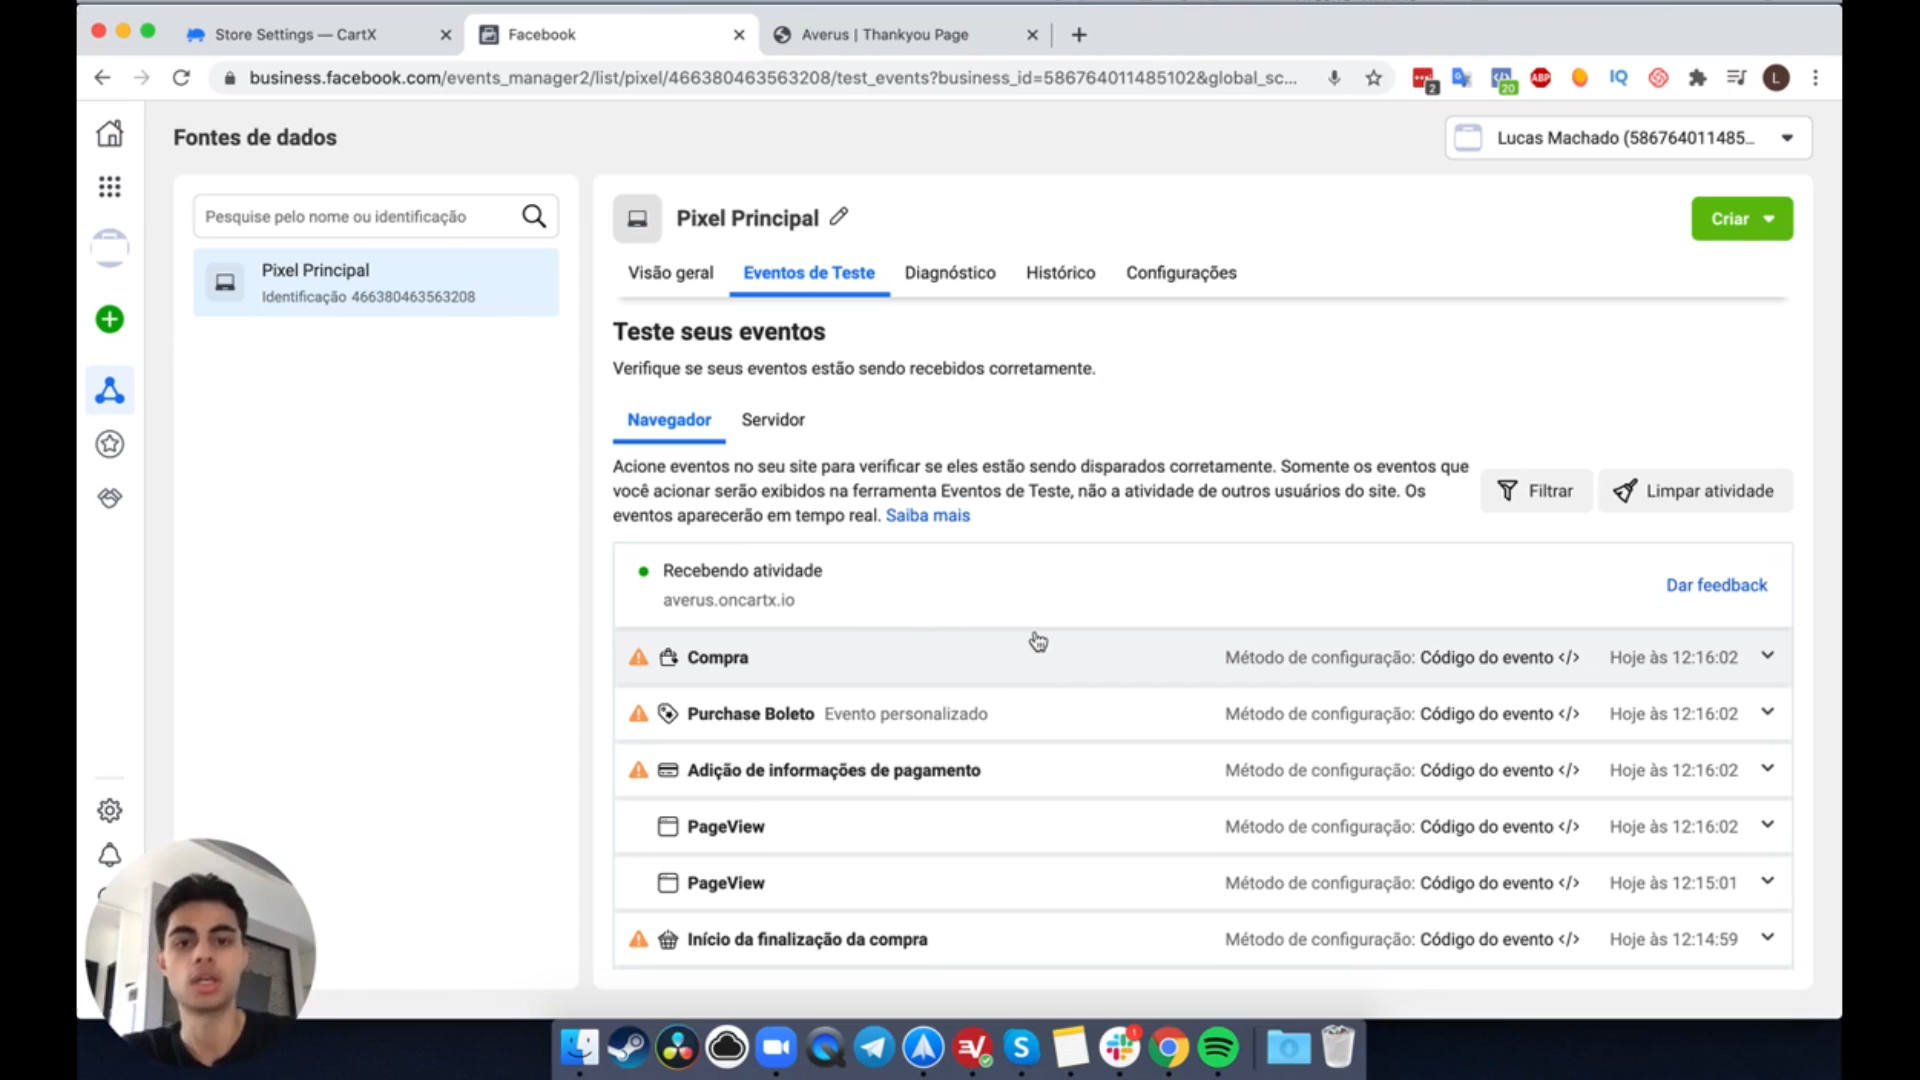 Store Settings — CartX
Facebook
Averus | Thankyou Page
business.facebook.com/events_manager2/list/pixel/466380463563208/test_events?business_id=586764011485102&global_sc...
2
20
ABP
IQ
L
Fontes de dados
Lucas Machado (586764011485...
Pesquise pelo nome ou identificação
Pixel Principal
Identificação 466380463563208
Pixel Principal
Criar
Visão geral
Eventos de Teste
Diagnóstico
Histórico
Configurações
Teste seus eventos
Verifique se seus eventos estão sendo recebidos corretamente.
Navegador
Servidor
Acione eventos no seu site para verificar se eles estão sendo disparados corretamente. Somente os eventos que
você acionar serão exibidos na ferramenta Eventos de Teste, não a atividade de outros usuários do site. Os
eventos aparecerão em tempo real. Saiba mais
Filtrar
Limpar atividade
Recebendo atividade
averus.oncartx.io
Dar feedback
Compra Método de configuração: Código do evento </> Hoje às 12:16:02
Purchase Boleto Evento personalizado Método de configuração: Código do evento </> Hoje às 12:16:02
Adição de informações de pagamento Método de configuração: Código do evento </> Hoje às 12:16:02
PageView Método de configuração: Código do evento </> Hoje às 12:16:02
PageView Método de configuração: Código do evento </> Hoje às 12:15:01
Início da finalização da compra Método de configuração: Código do evento </> Hoje às 12:14:59
S
1